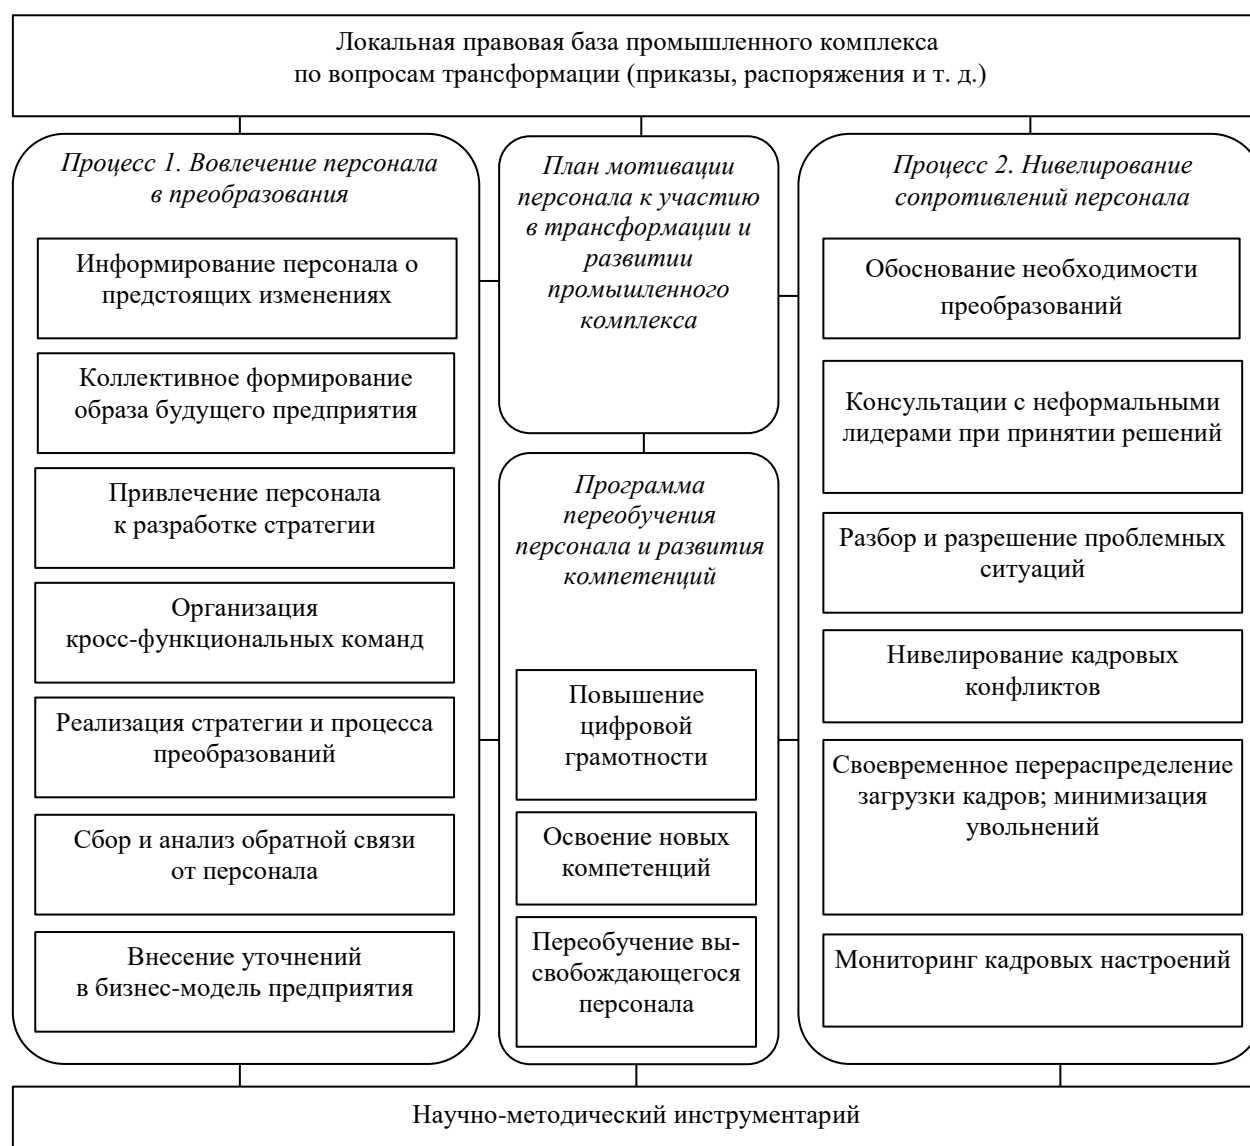 Локальная правовая база промышленного комплекса
по вопросам трансформации (приказы, распоряжения и т. д.)
Процесс 1. Вовлечение персонала
в преобразования
Информирование персонала о
предстоящих изменениях
Коллективное формирование
образа будущего предприятия
Привлечение персонала
к разработке стратегии
Организация
кросс-функциональных команд
Реализация стратегии и процесса
преобразований
Сбор и анализ обратной связи
от персонала
Внесение уточнений
в бизнес-модель предприятия
План мотивации
персонала к участию
в трансформации и
развитии
промышленного
комплекса
Программа
переобучения
персонала и развития
компетенций
Повышение
цифровой
грамотности
Освоение новых
компетенций
Переобучение вы-
свобождающегося
персонала
Процесс 2. Нивелирование
сопротивлений персонала
Обоснование необходимости
преобразований
Консультации с неформальными
лидерами при принятии решений
Разбор и разрешение проблемных
ситуаций
Нивелирование кадровых
конфликтов
Своевременное перераспределение
загрузки кадров; минимизация
увольнений
Мониторинг кадровых настроений
Научно-методический инструментарий